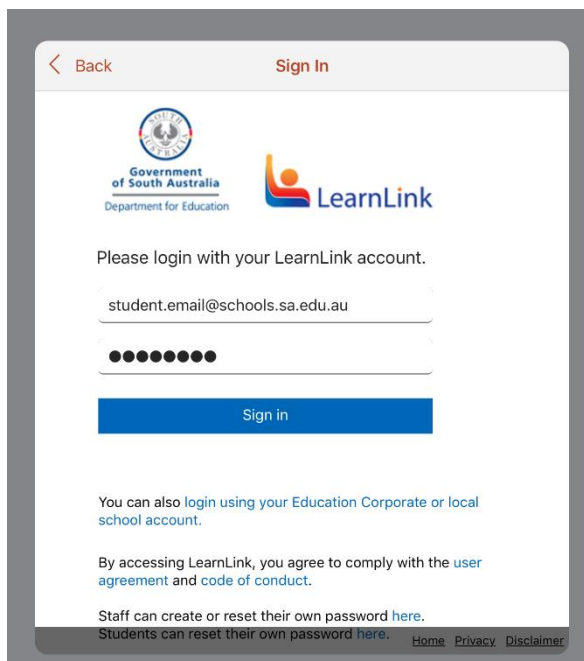 Back
Sign In
SOUTH
AUSTRALIA
Government
of South Australia
Department for Education
LearnLink
Please login with your LearnLink account.
student.email@schools.sa.edu.au
●●●●●●●●
Sign in
You can also login using your Education Corporate or local
school account.
By accessing LearnLink, you agree to comply with the user
agreement and code of conduct.
Staff can create or reset their own password here.
Students can reset their own password here.
Home Privacy Disclaimer